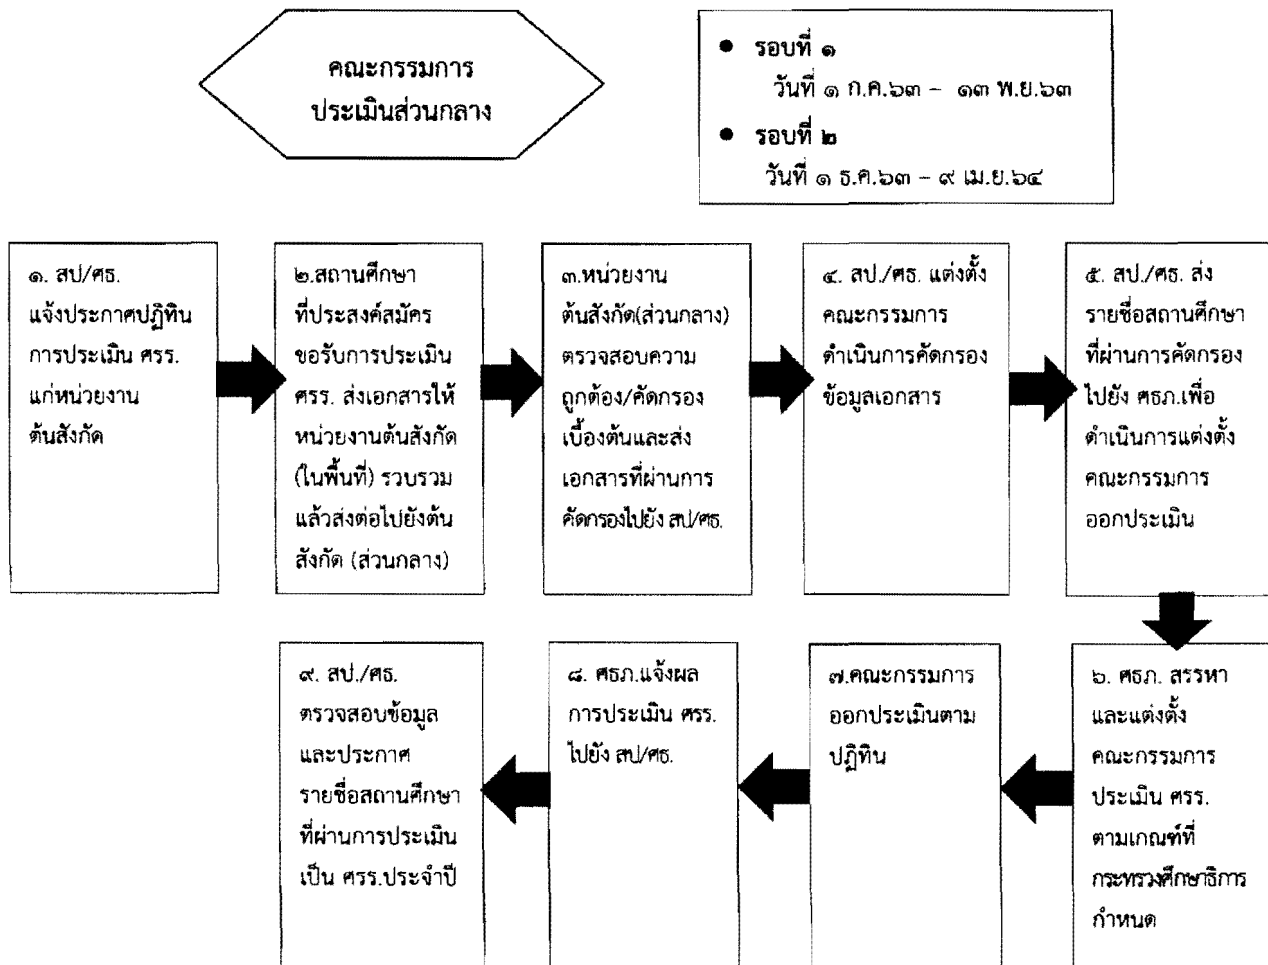 คณะกรรมการ
ประเมินส่วนกลาง
● รอบที่ ๑
วันที่ ๑ ก.ค.๖๓ – ๑๓ พ.ย.๖๓
● รอบที่ ๒
วันที่ ๑ ธ.ค.๖๓ – ๙ เม.ย.๖๔
๑. สป/ศธ.
แจ้งประกาศปฏิทิน
การประเมิน ศรร.
แก่หน่วยงาน
ต้นสังกัด
๒.สถานศึกษา
ที่ประสงค์สมัคร
ขอรับการประเมิน
ศรร. ส่งเอกสารให้
หน่วยงานต้นสังกัด
(ในพื้นที่) รวบรวม
แล้วส่งต่อไปยังต้น
สังกัด (ส่วนกลาง)
๓.หน่วยงาน
ต้นสังกัด(ส่วนกลาง)
ตรวจสอบความ
ถูกต้อง/คัดกรอง
เบื้องต้นและส่ง
เอกสารที่ผ่านการ
คัดกรองไปยัง สป/ศธ.
๔. สป./ศธ. แต่งตั้ง
คณะกรรมการ
ดำเนินการคัดกรอง
ข้อมูลเอกสาร
๕. สป./ศธ. ส่ง
รายชื่อสถานศึกษา
ที่ผ่านการคัดกรอง
ไปยัง ศธภ.เพื่อ
ดำเนินการแต่งตั้ง
คณะกรรมการ
ออกประเมิน
๖. ศธภ. สรรหา
และแต่งตั้ง
คณะกรรมการ
ประเมิน ศรร.
ตามเกณฑ์ที่
กระทรวงศึกษาธิการ
กำหนด
๗.คณะกรรมการ
ออกประเมินตาม
ปฏิทิน
๘. ศธภ.แจ้งผล
การประเมิน ศรร.
ไปยัง สป/ศธ.
๙. สป./ศธ.
ตรวจสอบข้อมูล
และประกาศ
รายชื่อสถานศึกษา
ที่ผ่านการประเมิน
เป็น ศรร.ประจำปี